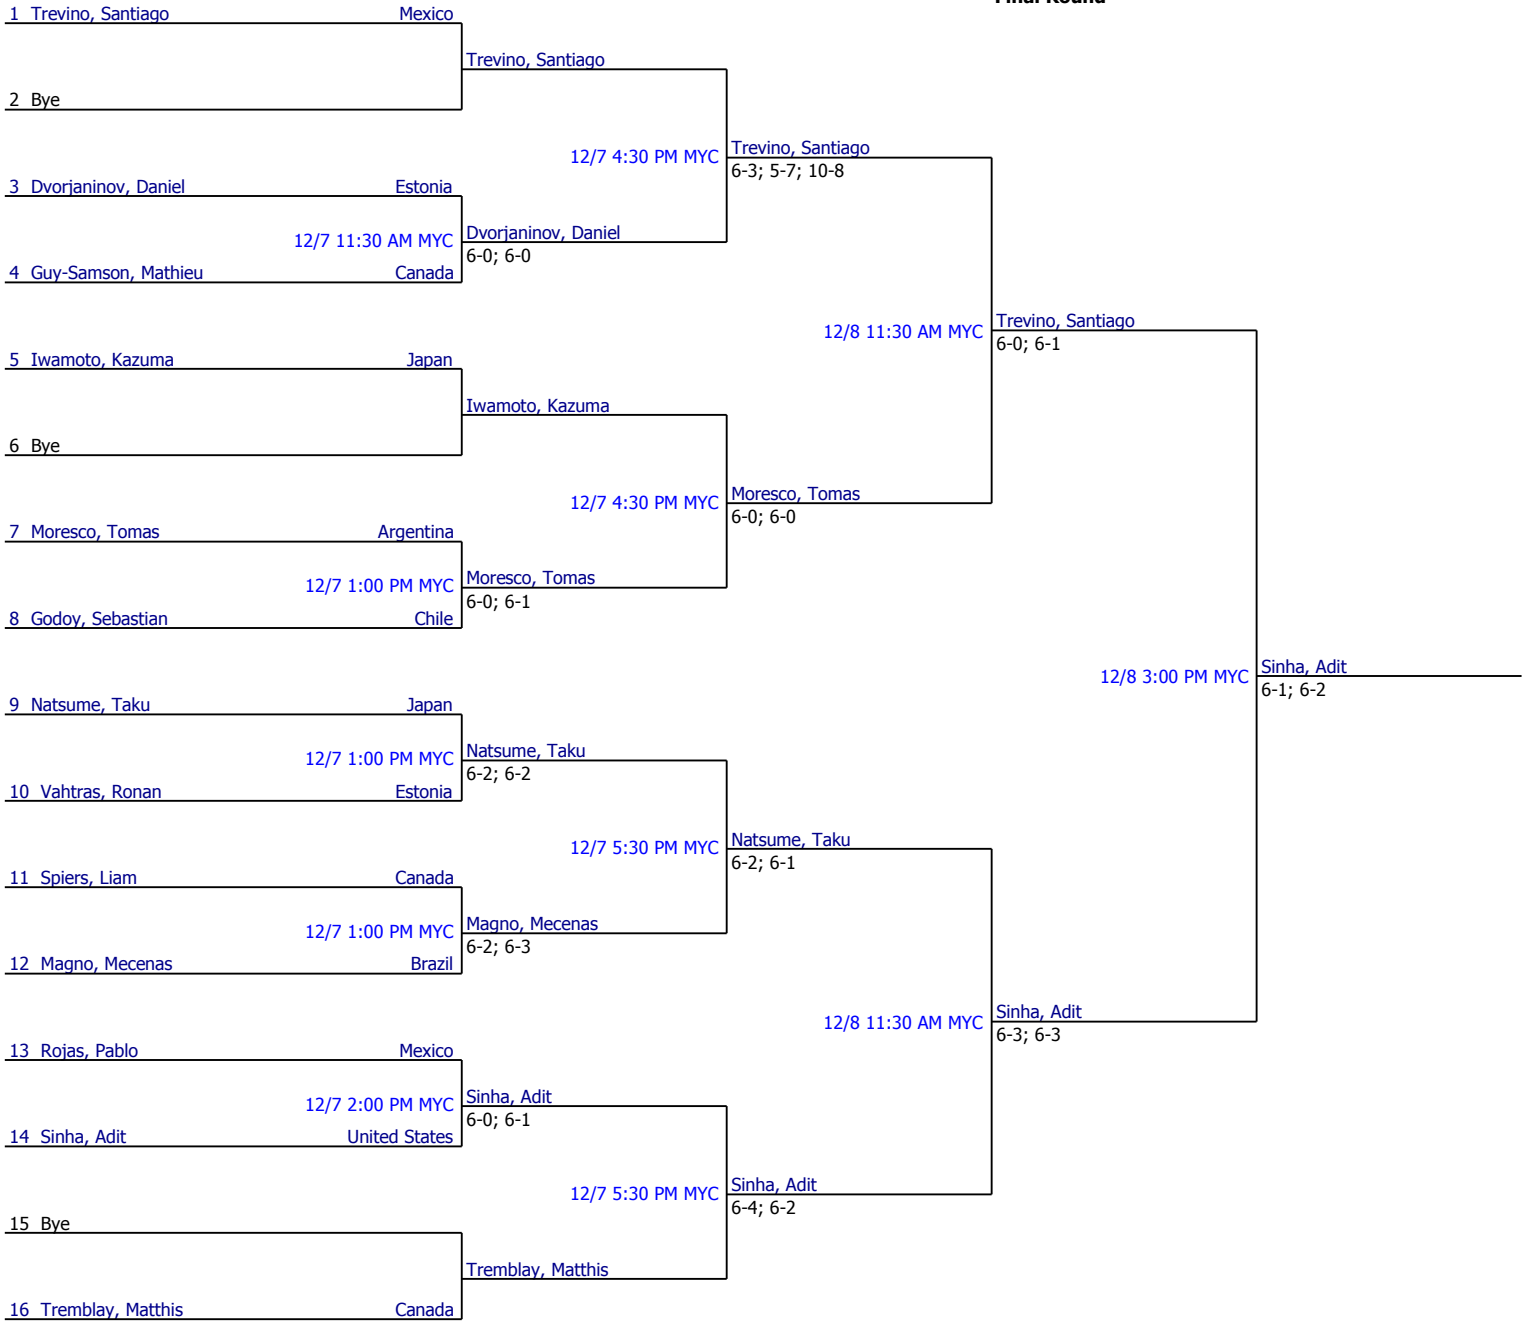 Final Round
1 Trevino, Santiago Mexico
Trevino, Santiago
2 Bye
12/7 4:30 PM MYC
Trevino, Santiago
6-3; 5-7; 10-8
3 Dvorjaninov, Daniel Estonia
12/7 11:30 AM MYC
Dvorjaninov, Daniel
6-0; 6-0
4 Guy-Samson, Mathieu Canada
12/8 11:30 AM MYC
Trevino, Santiago
6-0; 6-1
5 Iwamoto, Kazuma Japan
Iwamoto, Kazuma
6 Bye
12/7 4:30 PM MYC
Moresco, Tomas
6-0; 6-0
7 Moresco, Tomas Argentina
12/7 1:00 PM MYC
Moresco, Tomas
6-0; 6-1
8 Godoy, Sebastian Chile
12/8 3:00 PM MYC
Sinha, Adit
6-1; 6-2
9 Natsume, Taku Japan
12/7 1:00 PM MYC
Natsume, Taku
6-2; 6-2
10 Vahtras, Ronan Estonia
12/7 5:30 PM MYC
Natsume, Taku
6-2; 6-1
11 Spiers, Liam Canada
12/7 1:00 PM MYC
Magno, Mecenas
6-2; 6-3
12 Magno, Mecenas Brazil
12/8 11:30 AM MYC
Sinha, Adit
6-3; 6-3
13 Rojas, Pablo Mexico
12/7 2:00 PM MYC
Sinha, Adit
6-0; 6-1
14 Sinha, Adit United States
12/7 5:30 PM MYC
Sinha, Adit
6-4; 6-2
15 Bye
Tremblay, Matthis
16 Tremblay, Matthis Canada